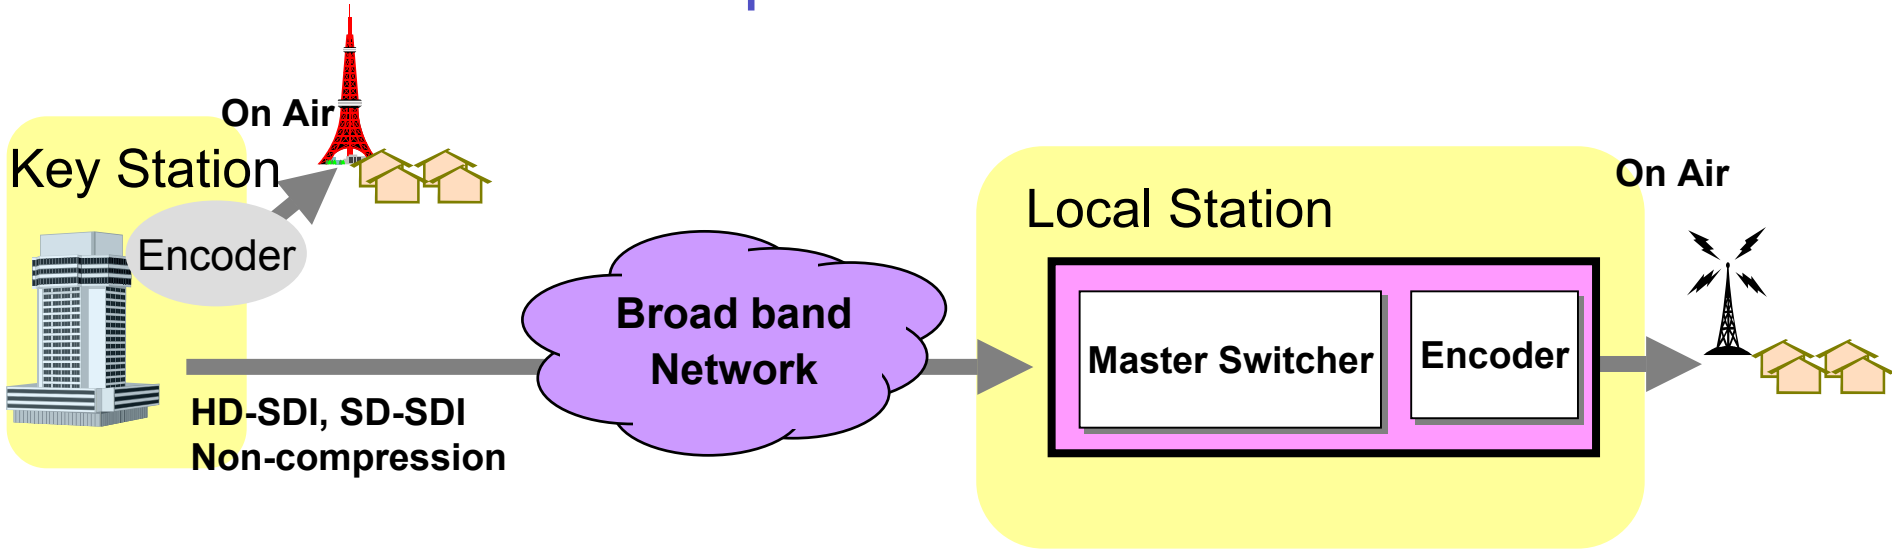 On Air
Key Station
Encoder
HD-SDI, SD-SDI
Non-compression
Broad band
Network
Local Station
Master Switcher
Encoder
On Air